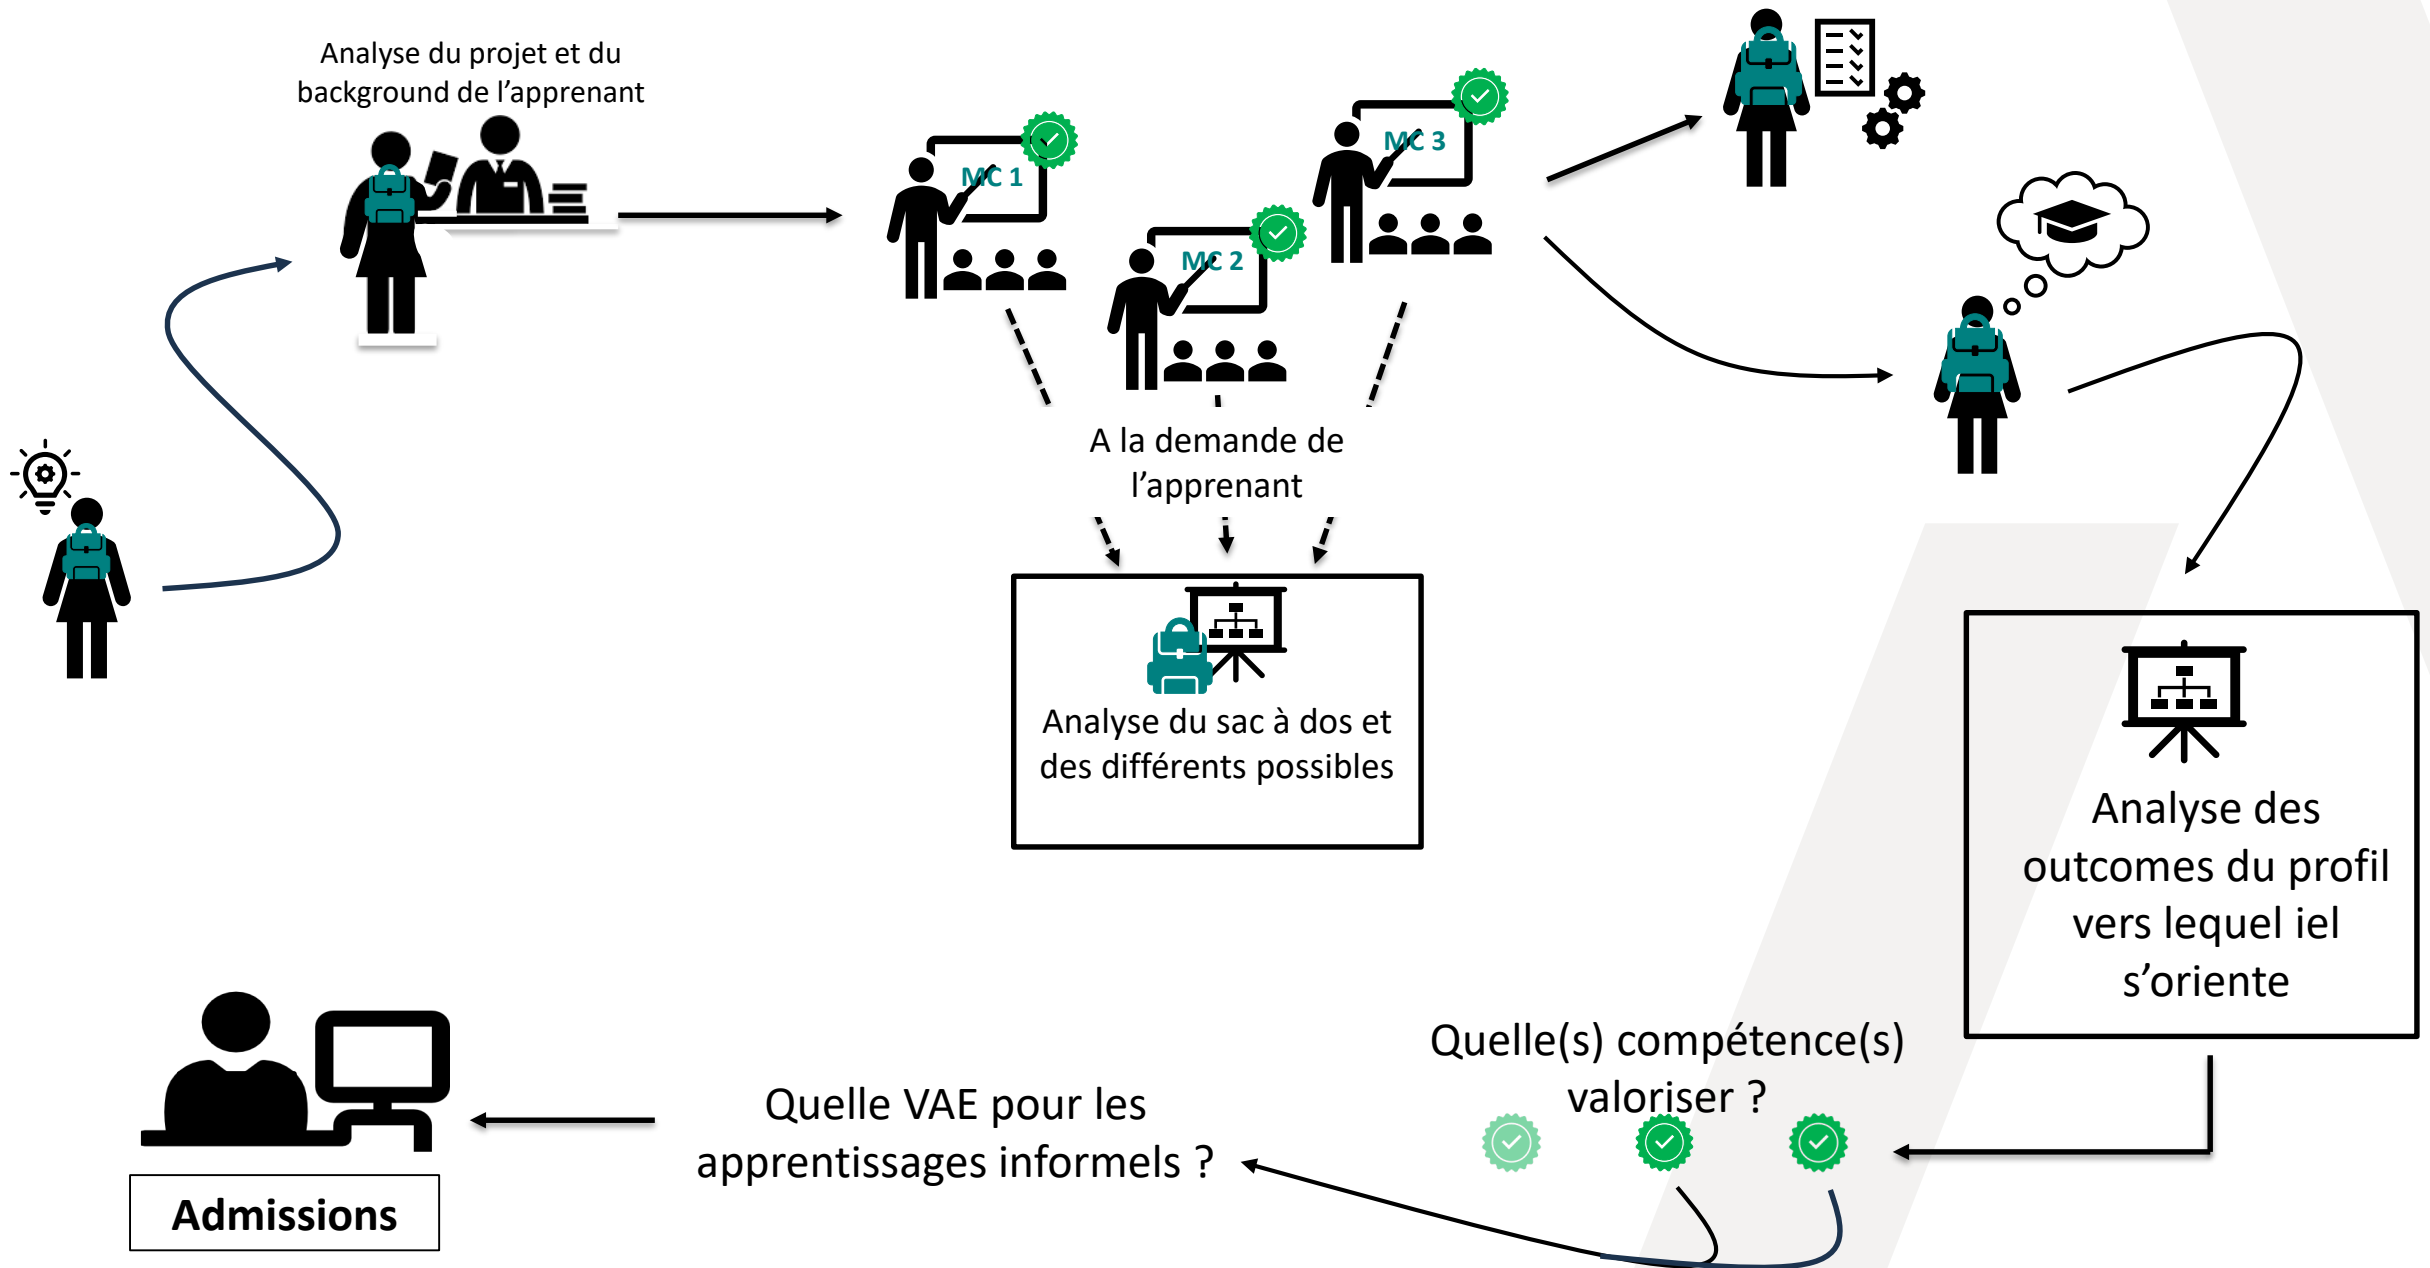 Analyse du projet et du
background de l’apprenant
MC 1
MC 2
MC 3
A la demande de
l’apprenant
Analyse du sac à dos et
des différents possibles
Analyse des
outcomes du profil
vers lequel iel
s’oriente
Quelle(s) compétence(s)
valoriser ?
Quelle VAE pour les
apprentissages informels ?
Admissions